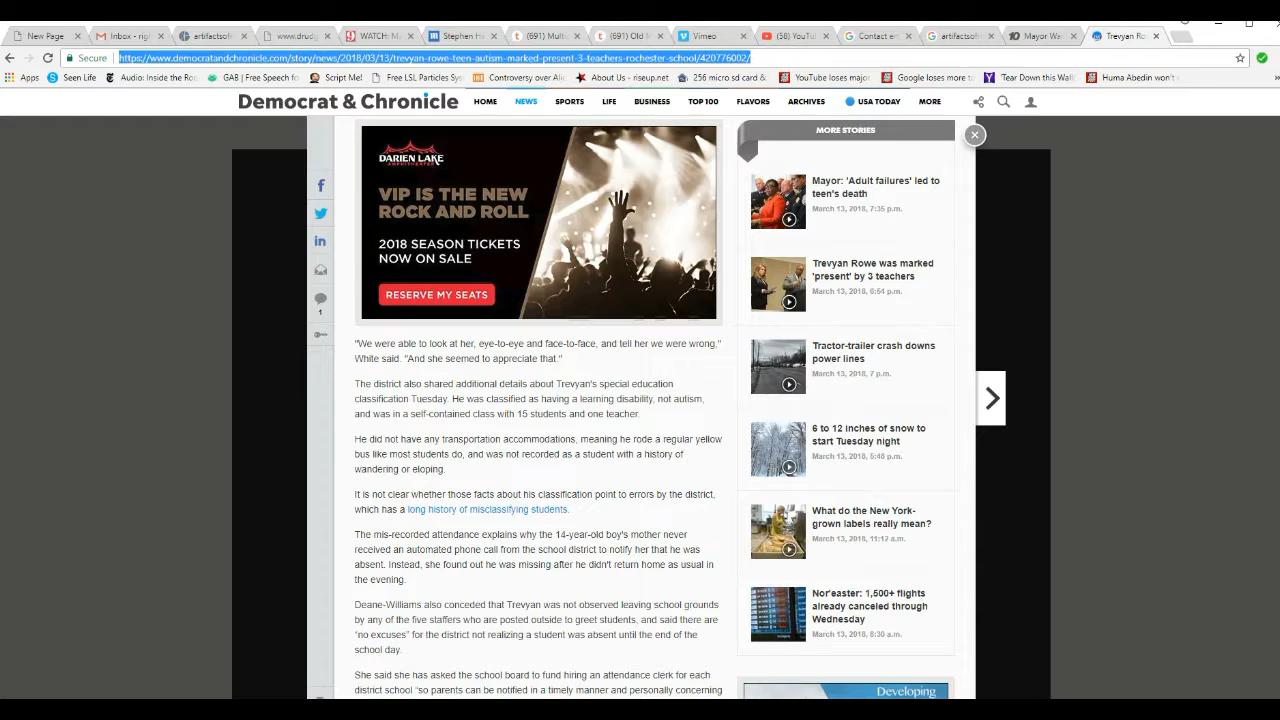 New Page
Inbox - rig
artifactsof
www.drudg
WATCH: Ma
Stephen He
(691) Multi
(691) Old M
Vimeo
(58) YouTu
Contact em
artifactsofn
Mayor Wa
Trevyan Ro
Secure
https://www.democratandchronicle.com/story/news/2018/03/13/trevyan-rowe-teen-autism-marked-present-3-teachers-rochester-school/420776002/
Apps
Seen Life
Audio: Inside the Ro
GAB | Free Speech fo
Script Mel
Free LSL Particles Sys
Controversy over Ali
About Us - riseup.net
256 micro sd card &
YouTube loses major
Google loses more to
Tear Down this Wall
Huma Abedin won't
Democrat & Chronicle
HOME
NEWS
SPORTS
LIFE
BUSINESS
TOP 100
FLAVORS
ARCHIVES
USA TODAY
MORE
DARIEN LAKE
AMPHITHEATER
VIP IS THE NEW
ROCK AND ROLL
2018 SEASON TICKETS
NOW ON SALE
RESERVE MY SEATS
1
"We were able to look at her, eye-to-eye and face-to-face, and tell her we were wrong,"
White said. "And she seemed to appreciate that."
The district also shared additional details about Trevyan's special education
classification Tuesday. He was classified as having a learning disability, not autism,
and was in a self-contained class with 15 students and one teacher.
He did not have any transportation accommodations, meaning he rode a regular yellow
bus like most students do, and was not recorded as a student with a history of
wandering or eloping.
It is not clear whether those facts about his classification point to errors by the district,
which has a long history of misclassifying students.
The mis-recorded attendance explains why the 14-year-old boy's mother never
received an automated phone call from the school district to notify her that he was
absent. Instead, she found out he was missing after he didn't return home as usual in
the evening.
Deane-Williams also conceded that Trevyan was not observed leaving school grounds
by any of the five staffers who are posted outside to greet students, and said there are
"no excuses" for the district not realizing a student was absent until the end of the
school day.
She said she has asked the school board to fund hiring an attendance clerk for each
district school "so parents can be notified in a timely manner and personally concerning
MORE STORIES
Mayor: 'Adult failures' led to
teen's death
March 13, 2018, 7:35 p.m.
Trevyan Rowe was marked
'present' by 3 teachers
March 13, 2018, 6:54 p.m.
Tractor-trailer crash downs
power lines
March 13, 2018, 7 p.m.
6 to 12 inches of snow to
start Tuesday night
March 13, 2018, 5:48 p.m.
What do the New York-
grown labels really mean?
March 13, 2018, 11:12 a.m.
Nor'easter: 1,500+ flights
already canceled through
Wednesday
March 13, 2018, 8:30 a.m.
Developing